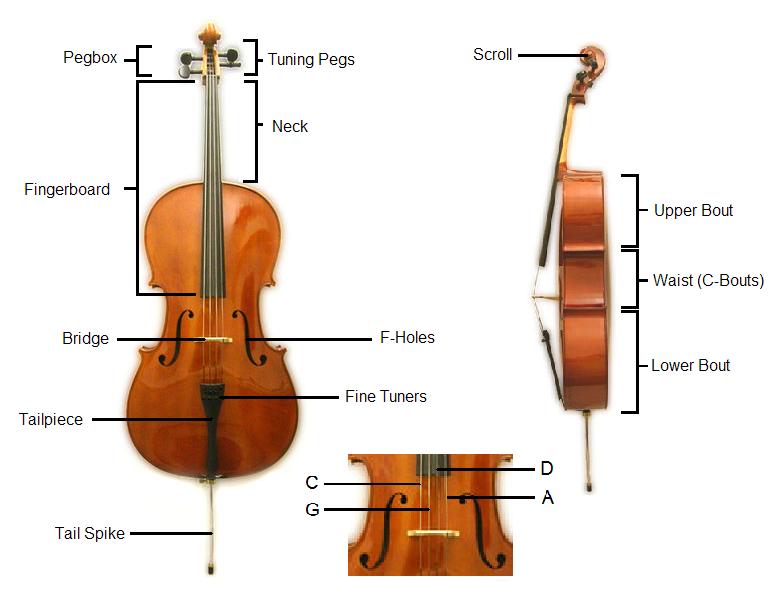 Pegbox
Tuning Pegs
Scroll
Neck
Fingerboard
Upper Bout
Waist (C-Bouts)
Bridge
F-Holes
Lower Bout
Fine Tuners
Tailpiece
D
C
A
G
Tail Spike